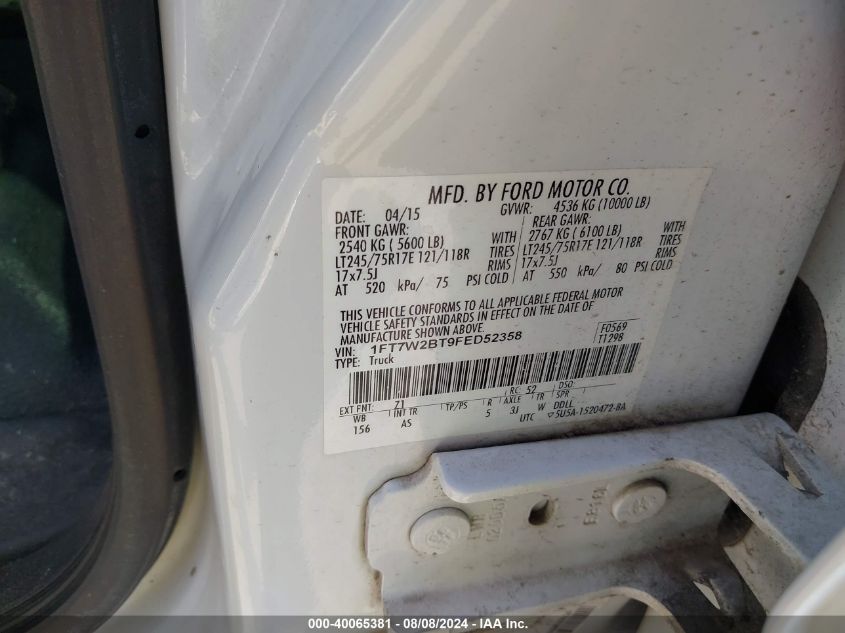 MFD. BY FORD MOTOR CO.
DATE: 04/15 GVWR: 4536 KG (10000 LB)
FRONT GAWR: REAR GAWR:
2540 KG ( 5600 LB) WITH 2767 KG ( 6100 LB) WITH
LT245/75R17E 121/118R TIRES LT245/75R17E 121/118R TIRES
17x7.5J RIMS 17x7.5J RIMS
AT 520 kPa/ 75 PSI COLD AT 550 kPa/ 80 PSI COLD
THIS VEHICLE CONFORMS TO ALL APPLICABLE FEDERAL MOTOR
VEHICLE SAFETY STANDARDS IN EFFECT ON THE DATE OF
MANUFACTURE SHOWN ABOVE.
VIN: 1FT7W2BT9FED52358 F0569
TYPE: Truck T1298
EXT PNT: Z1 RC: 52 DSO:
WB INT TR TP/PS R AXLE TR SPR
156 AS 5 3J W DDLL
UTC ▽5U5A-1520472-BA
000-40065381 - 08/08/2024 - IAA Inc.